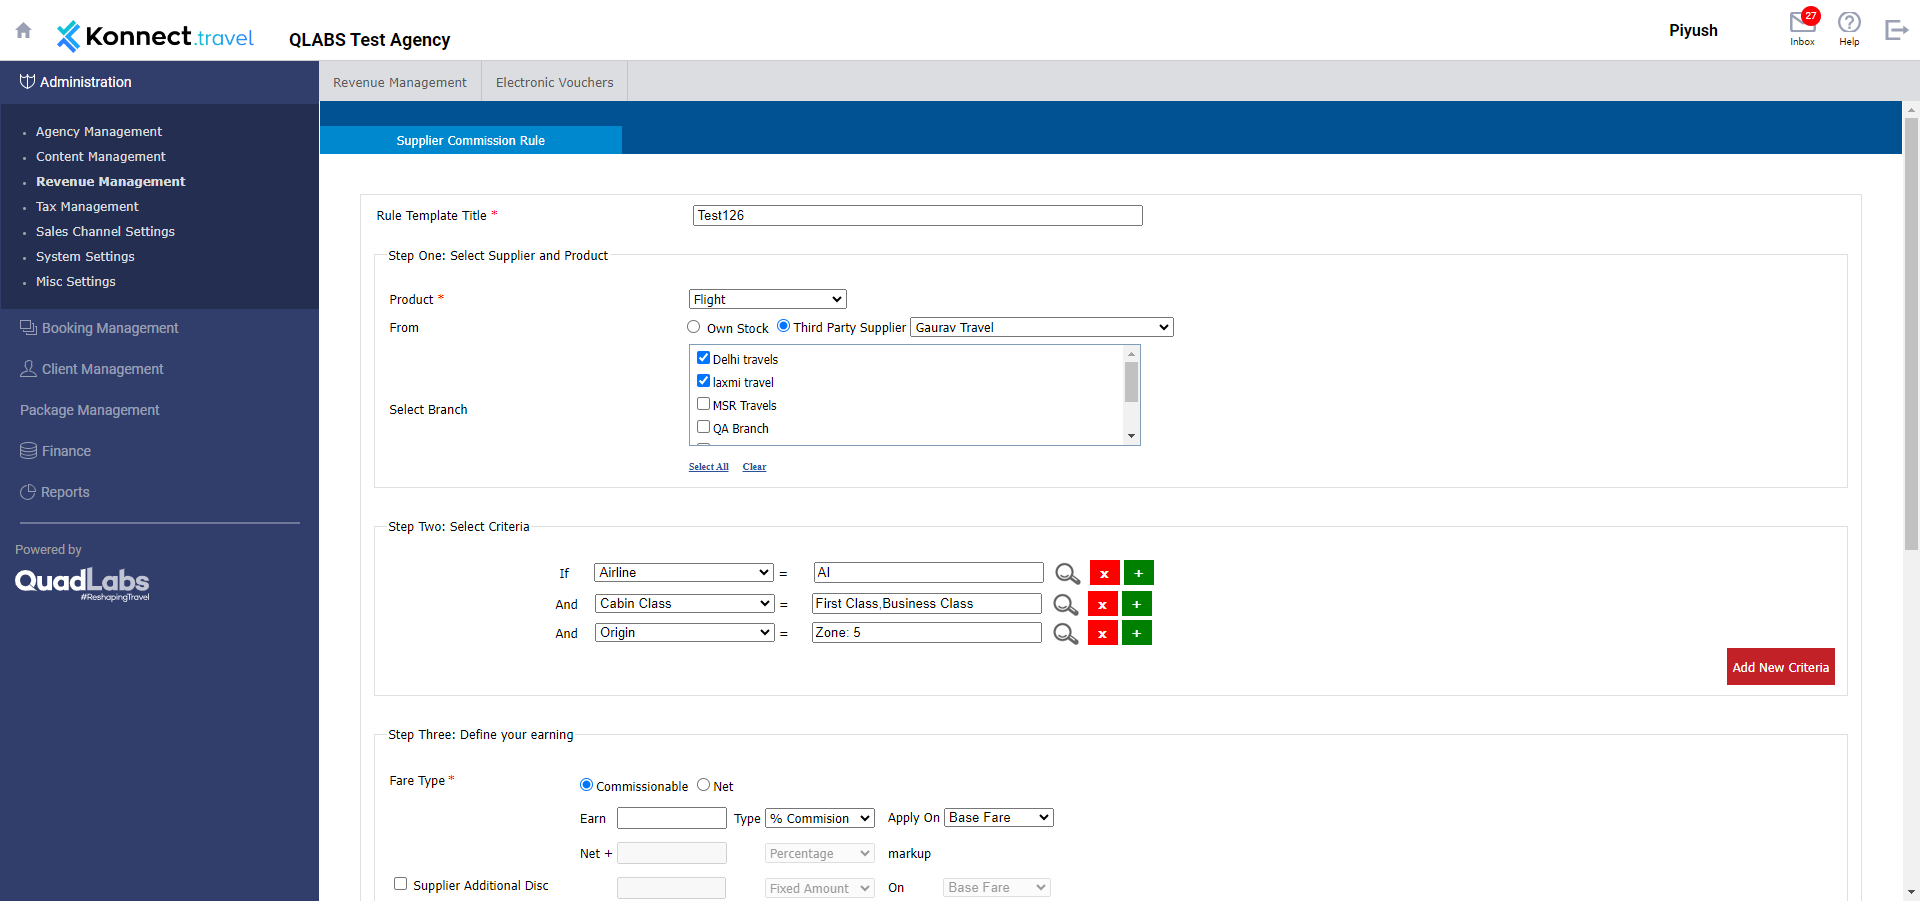 Konnect.travel
QLABS Test Agency
Piyush
27
Inbox
Help
Administration
Agency Management
Content Management
Revenue Management
Tax Management
Sales Channel Settings
System Settings
Misc Settings
Booking Management
Client Management
Package Management
Finance
Reports
Powered by
QuadLabs
#ReshapingTravel
Revenue Management
Electronic Vouchers
Supplier Commission Rule
Rule Template Title * Test126
Step One: Select Supplier and Product
Product * Flight
From Own Stock Third Party Supplier Gaurav Travel
Select Branch
Delhi travels
laxmi travel
MSR Travels
QA Branch
Select All Clear
Step Two: Select Criteria
If Airline = AI x +
And Cabin Class = First Class,Business Class x +
And Origin = Zone: 5 x +
Add New Criteria
Step Three: Define your earning
Fare Type * Commissionable Net
Earn Type % Commision Apply On Base Fare
Net + Percentage markup
Supplier Additional Disc Fixed Amount On Base Fare